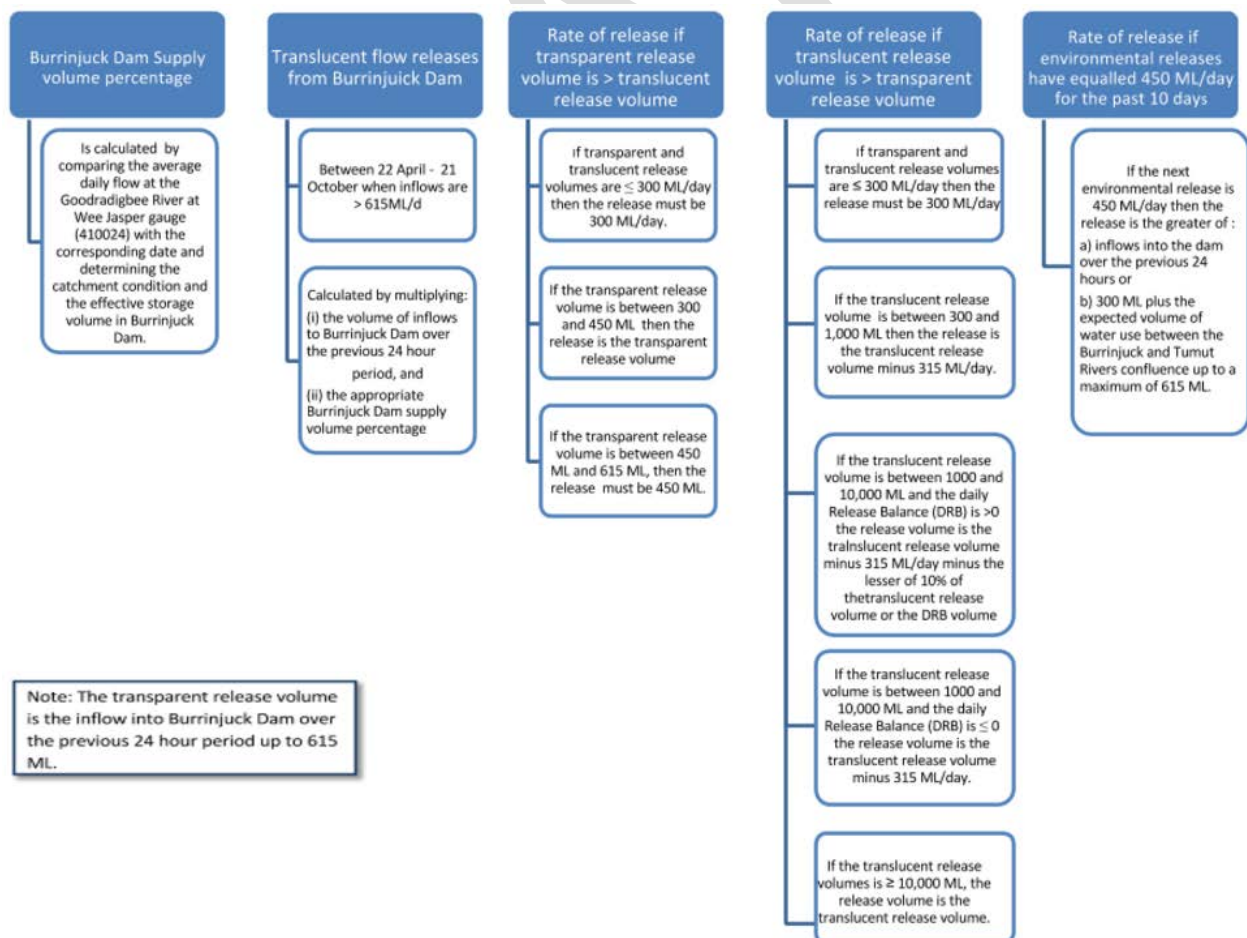 Burrinjuck Dam Supply
volume percentage
Is calculated by
comparing the average
daily flow at the
Goodradigbee River at
Wee Jasper gauge
(410024) with the
corresponding date and
determining the
catchment condition and
the effective storage
volume in Burrinjuck
Dam.
Translucent flow releases
from Burrinjuick Dam
Between 22 April - 21
October when inflows are
> 615ML/d
Calculated by multiplying:
(i) the volume of inflows
to Burrinjuck Dam over
the previous 24 hour
period, and
(ii) the appropriate
Burrinjuck Dam supply
volume percentage
Rate of release if
transparent release
volume is > translucent
release volume
If transparent and
translucent release
volumes are ≤ 300 ML/day
then the release must be
300 ML/day.
If the transparent release
volume is between 300
and 450 ML then the
release is the transparent
release volume
If the transparent release
volume is between 450
ML and 615 ML, then the
release must be 450 ML.
Rate of release if
translucent release
volume is > transparent
release volume
If transparent and
translucent release volumes
are ≤ 300 ML/day then the
release must be 300 ML/day
If the translucent release
volume is between 300 and
1,000 ML then the release is
the translucent release
volume minus 315 ML/day.
If the translucent release
volume is between 1000 and
10,000 ML and the daily
Release Balance (DRB) is >0
the release volume is the
tralnslucent release volume
minus 315 ML/day minus the
lesser of 10% of
thetranslucent release
volume or the DRB volume
If the translucent release
volume is between 1000 and
10,000 ML and the daily
Release Balance (DRB) is ≤ 0
the release volume is the
translucent release volume
minus 315 ML/day.
If the translucent release
volumes is ≥ 10,000 ML, the
release volume is the
translucent release volume.
Rate of release if
environmental releases
have equalled 450 ML/day
for the past 10 days
If the next
environmental release is
450 ML/day then the
release is the greater of :
a) inflows into the dam
over the previous 24
hours or
b) 300 ML plus the
expected volume of
water use between the
Burrinjuck and Tumut
Rivers confluence up to a
maximum of 615 ML.
Note: The transparent release volume
is the inflow into Burrinjuck Dam over
the previous 24 hour period up to 615
ML.